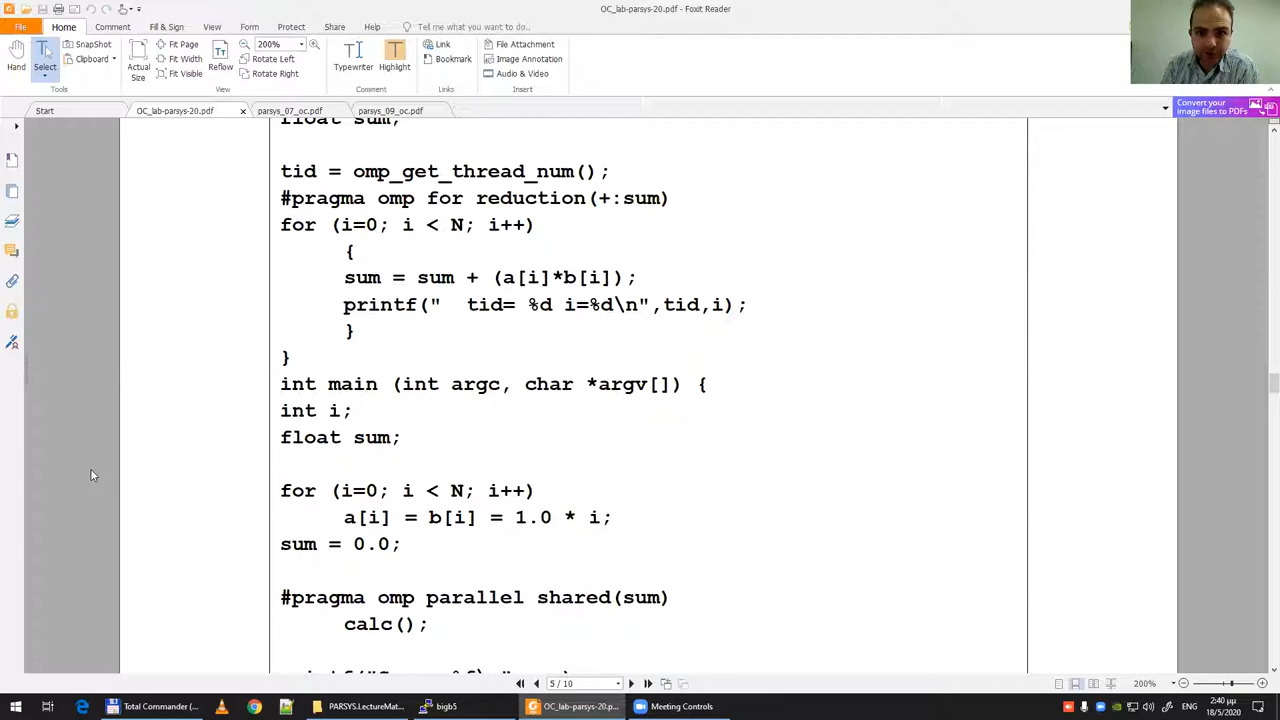 OC_lab-parsys-20.pdf - Foxit Reader
File Home Comment Fill & Sign View Form Protect Share Help Tell me what you want to do...
SnapShot Fit Page 200% Rotate Left Link File Attachment
Clipboard Fit Width Rotate Right Bookmark Image Annotation
Hand Select Actual Size Fit Visible Reflow Typewriter Highlight Audio & Video
Tools View Comment Links Insert
Start OC_lab-parsys-20.pdf parsys_07_oc.pdf parsys_09_oc.pdf
Convert your
image files to PDFs
float sum;
tid = omp_get_thread_num();
#pragma omp for reduction(+:sum)
for (i=0; i < N; i++)
{
sum = sum + (a[i]*b[i]);
printf("  tid= %d i=%d\n",tid,i);
}
}
int main (int argc, char *argv[]) {
int i;
float sum;
for (i=0; i < N; i++)
a[i] = b[i] = 1.0 * i;
sum = 0.0;
#pragma omp parallel shared(sum)
calc();
5 / 10 200%
Total Commander (... PARSYS.LectureMat... bigb5 OC_lab-parsys-20.p... Meeting Controls
EN 2:40 μμ
18/5/2020